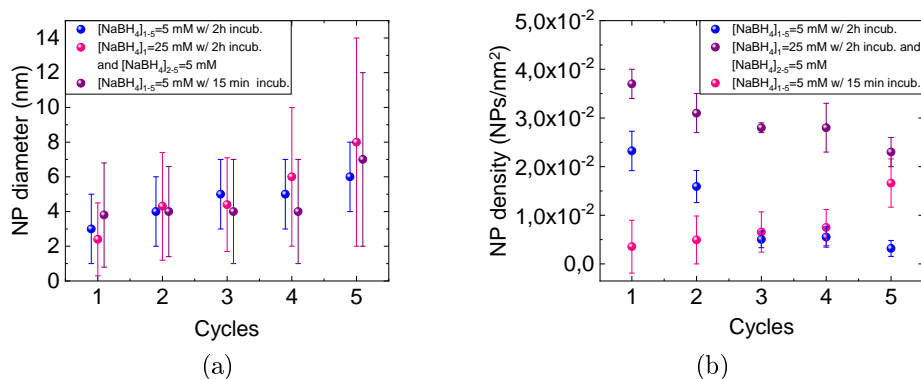 [NaBH₄]₁₋₅=5 mM w/ 2h incub.
[NaBH₄]₁=25 mM w/ 2h incub.
and [NaBH₄]₂₋₅=5 mM
[NaBH₄]₁₋₅=5 mM w/ 15 min incub.
NP diameter (nm)
14
12
10
8
6
4
2
0
1 2 3 4 5
Cycles
(a)
[NaBH₄]₁₋₅=5 mM w/ 2h incub.
[NaBH₄]₁=25 mM w/ 2h incub. and
[NaBH₄]₂₋₅=5 mM
[NaBH₄]₁₋₅=5 mM w/ 15 min incub.
NP density (NPs/nm²)
5,0x10⁻²
4,0x10⁻²
3,0x10⁻²
2,0x10⁻²
1,0x10⁻²
0,0
1 2 3 4 5
Cycles
(b)